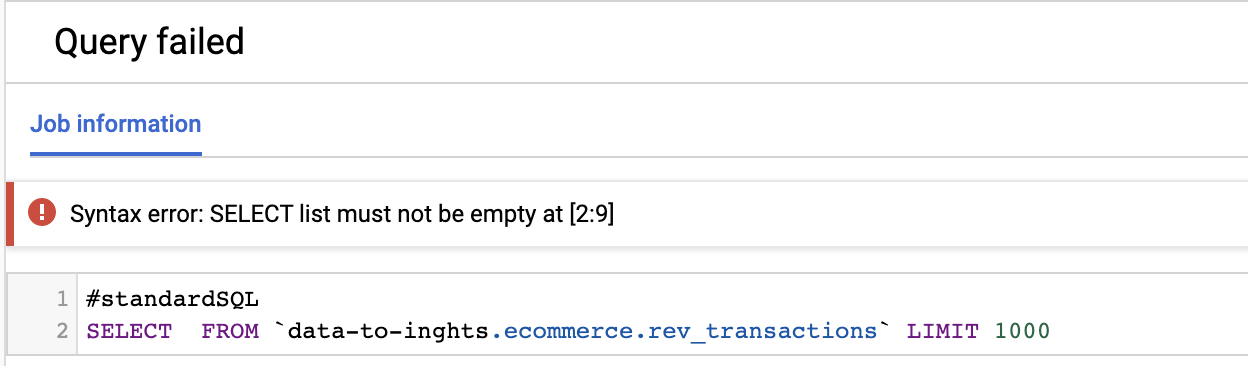 Query failed
Job information
Syntax error: SELECT list must not be empty at [2:9]
1 #standardSQL
2 SELECT  FROM `data-to-inghts.ecommerce.rev_transactions` LIMIT 1000